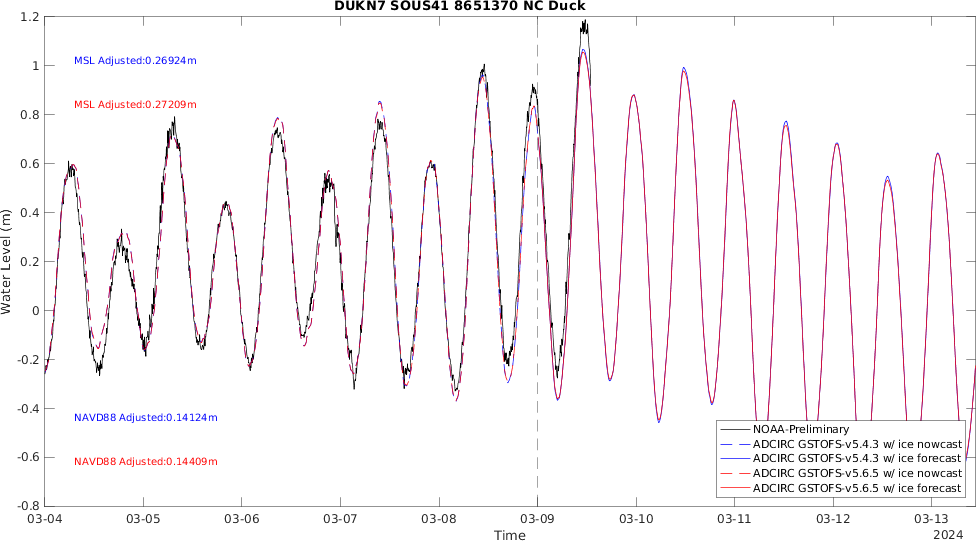 DUKN7 SOUS41 8651370 NC Duck
1.2
1
0.8
0.6
0.4
0.2
0
-0.2
-0.4
-0.6
-0.8
Water Level (m)
MSL Adjusted:0.26924m
MSL Adjusted:0.27209m
NAVD88 Adjusted:0.14124m
NAVD88 Adjusted:0.14409m
NOAA-Preliminary
ADCIRC GSTOFS-v5.4.3 w/ ice nowcast
ADCIRC GSTOFS-v5.4.3 w/ ice forecast
ADCIRC GSTOFS-v5.6.5 w/ ice nowcast
ADCIRC GSTOFS-v5.6.5 w/ ice forecast
03-04 03-05 03-06 03-07 03-08 03-09 03-10 03-11 03-12 03-13
Time
2024